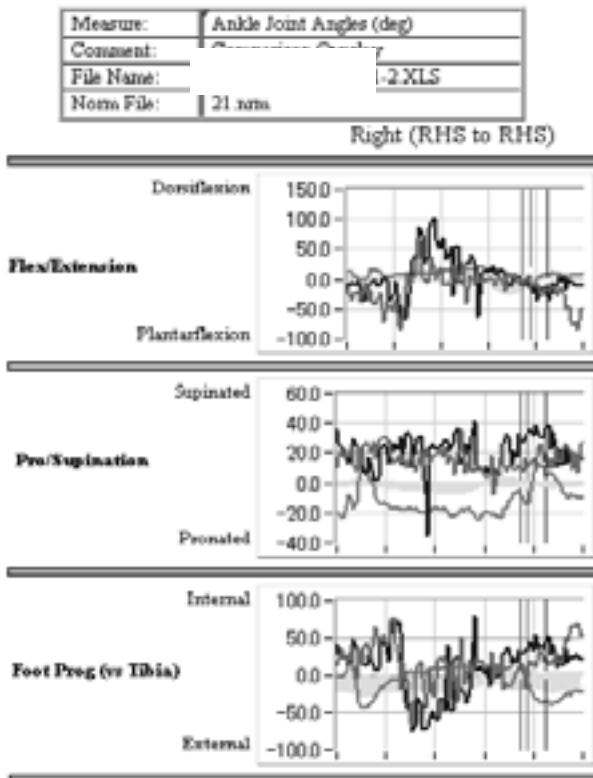 Measure: Ankle Joint Angles (deg)
Comment:
File Name: 1-2.XLS
Norm File: 21.nrm
Right (RHS to RHS)
Dorsiflexion
150.0
100.0
50.0
Flex/Extension
0.0
-50.0
Plantarflexion
-100.0
Supinated
60.0
40.0
20.0
Pro/Supination
0.0
-20.0
Pronated
-40.0
Internal
100.0
50.0
Foot Prog (vs Tibia)
0.0
-50.0
External
-100.0